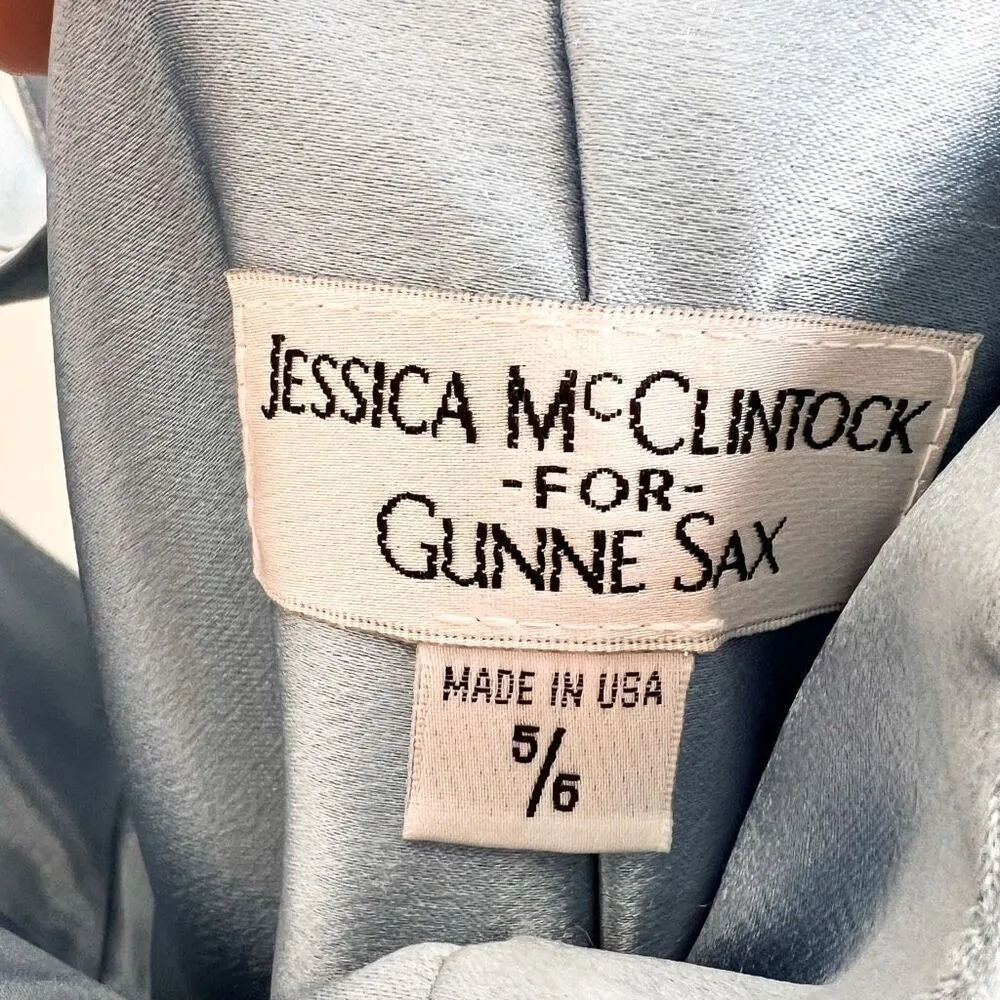 JESSICA McCLINTOCK
-FOR-
GUNNE SAX
MADE IN USA
5/6